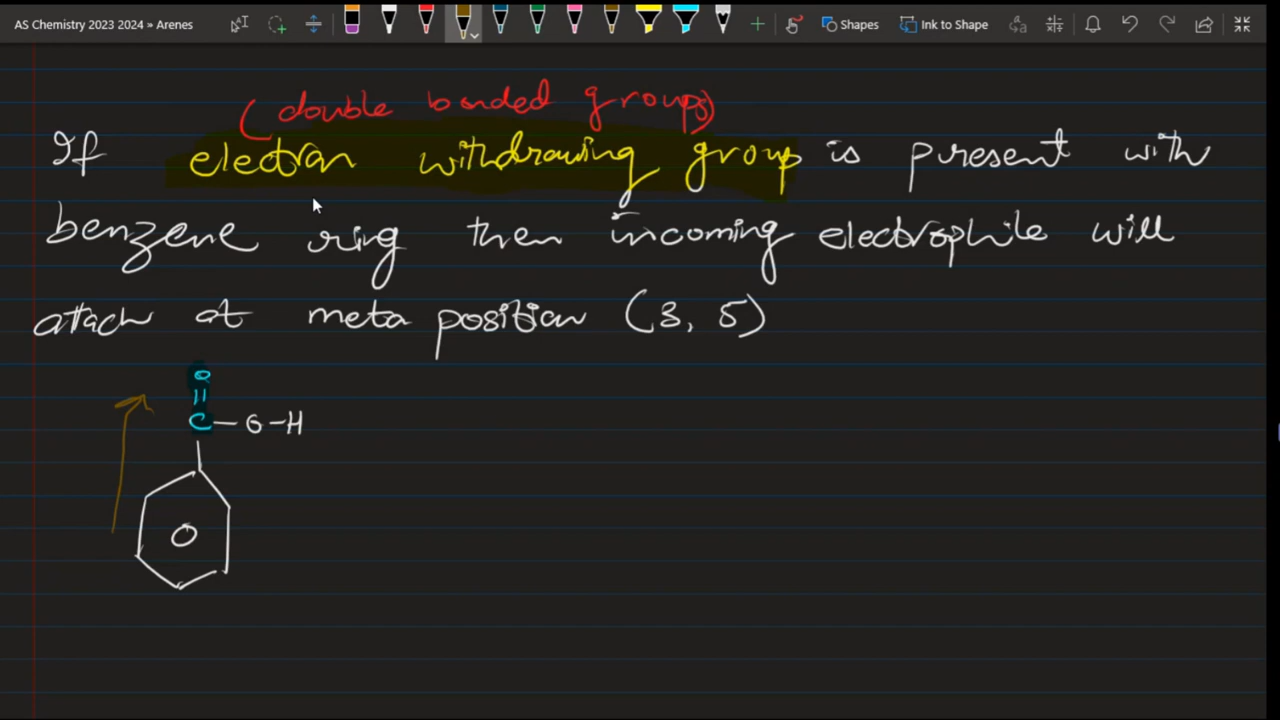 AS Chemistry 2023 2024 » Arenes
Shapes
Ink to Shape
(double bonded groups)
If electron withdrawing group is present with
benzene ring then incoming electrophile will
attach at meta position (3, 5)
O
C-O-H